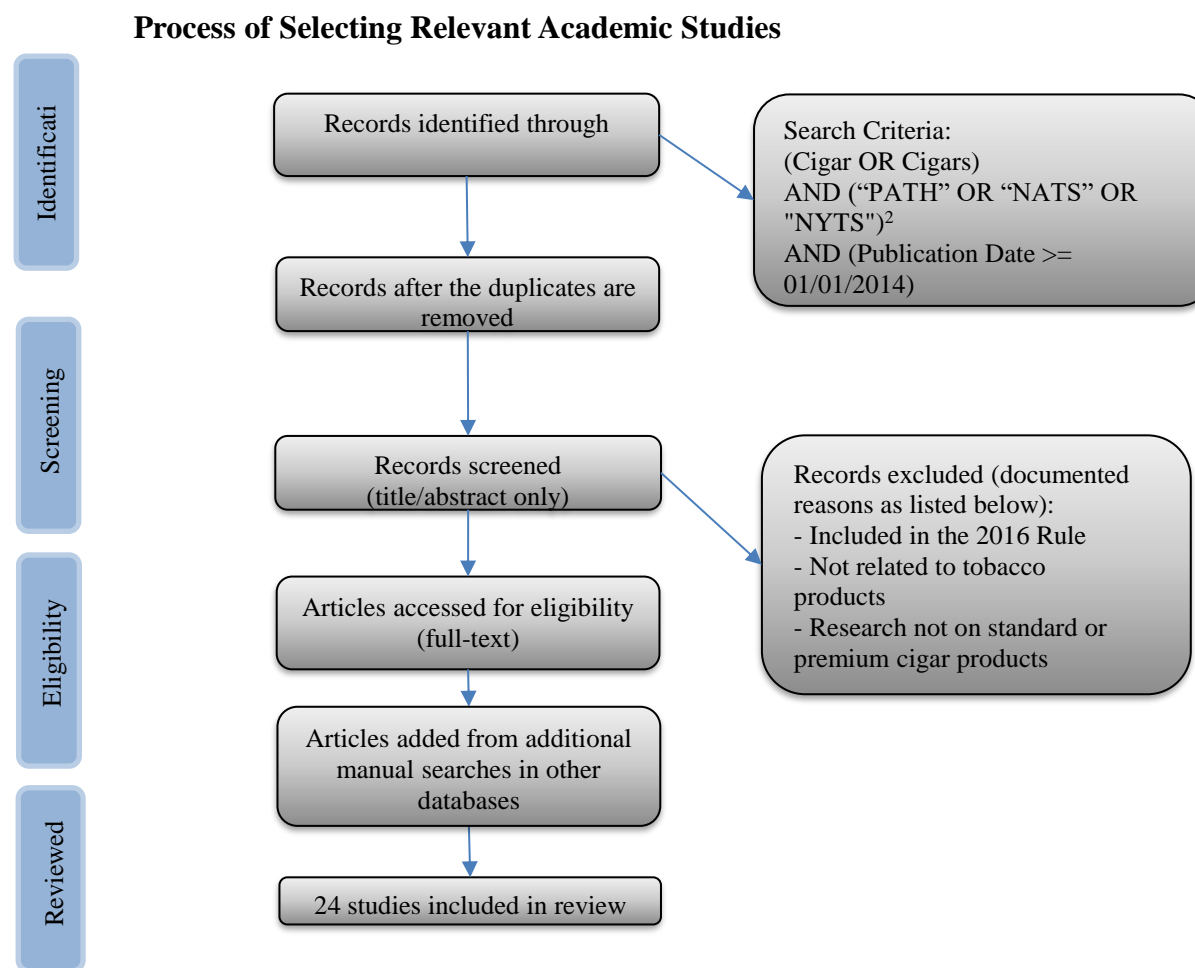 Process of Selecting Relevant Academic Studies
Identificati
Records identified through
Search Criteria:
(Cigar OR Cigars)
AND (“PATH” OR “NATS” OR
"NYTS")²
AND (Publication Date >=
01/01/2014)
Records after the duplicates are
removed
Screening
Records screened
(title/abstract only)
Records excluded (documented
reasons as listed below):
- Included in the 2016 Rule
- Not related to tobacco
products
- Research not on standard or
premium cigar products
Eligibility
Articles accessed for eligibility
(full-text)
Articles added from additional
manual searches in other
databases
Reviewed
24 studies included in review